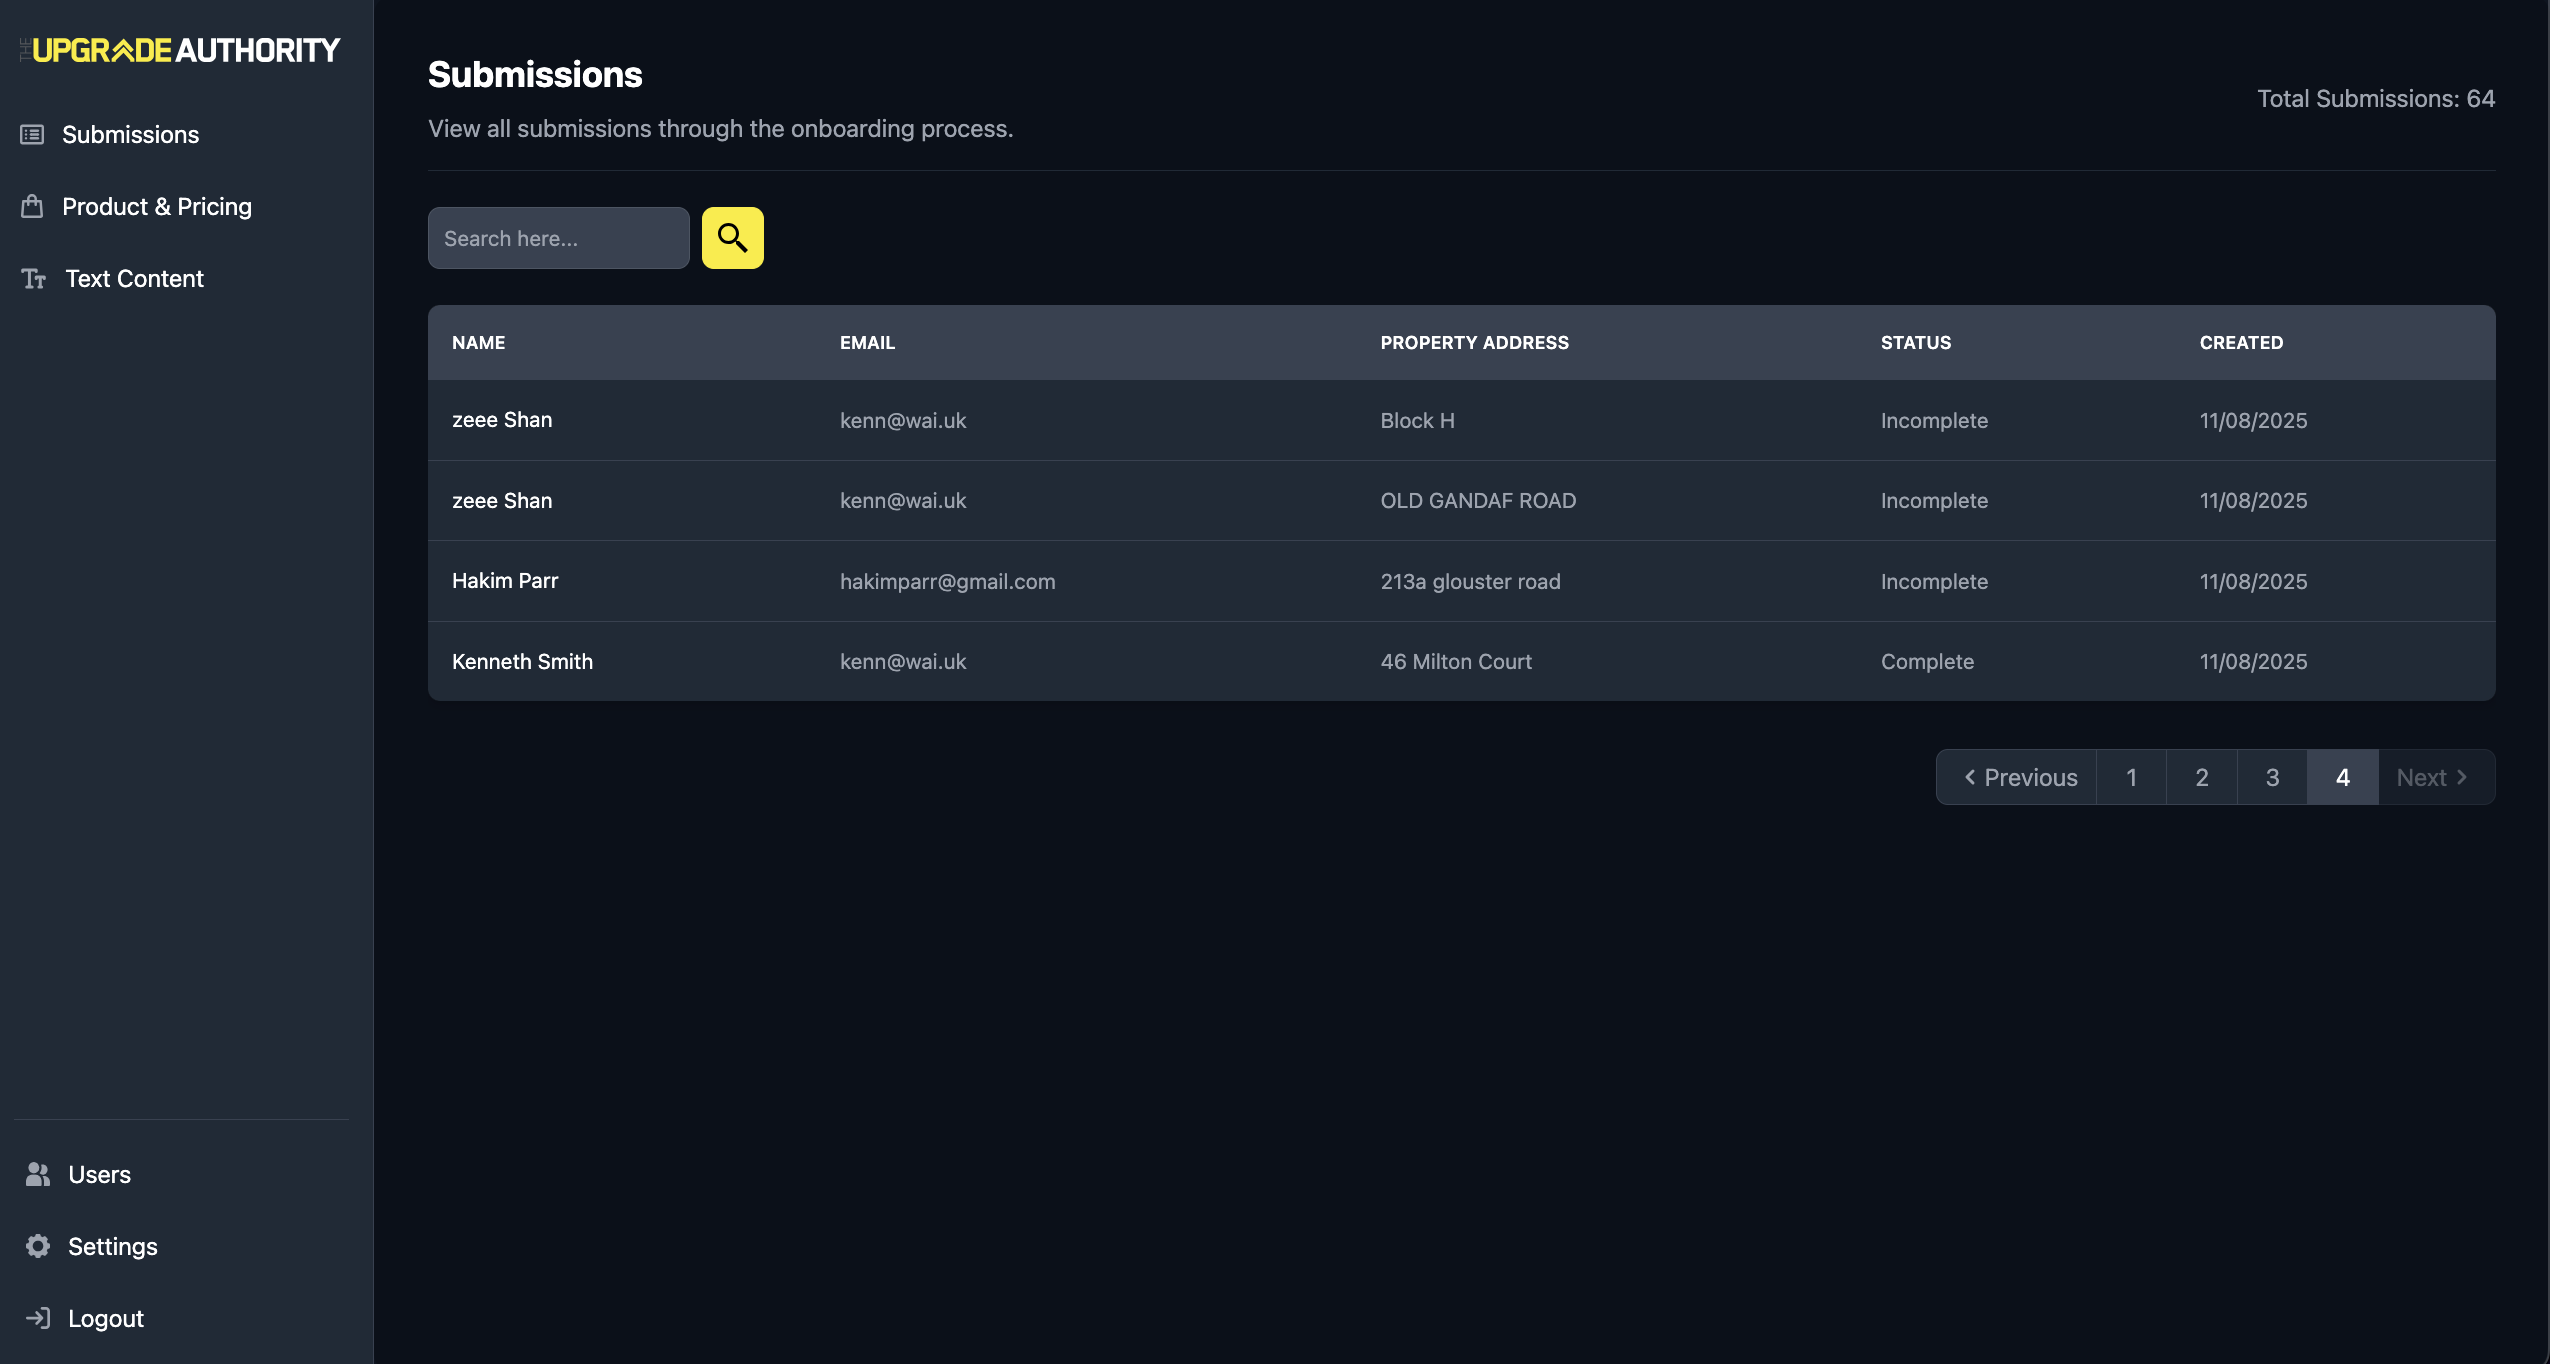 THE UPGRADE AUTHORITY
Submissions
Product & Pricing
Text Content
Users
Settings
Logout
Submissions
View all submissions through the onboarding process.
Total Submissions: 64
Search here...
NAME EMAIL PROPERTY ADDRESS STATUS CREATED
zeee Shan kenn@wai.uk Block H Incomplete 11/08/2025
zeee Shan kenn@wai.uk OLD GANDAF ROAD Incomplete 11/08/2025
Hakim Parr hakimparr@gmail.com 213a glouster road Incomplete 11/08/2025
Kenneth Smith kenn@wai.uk 46 Milton Court Complete 11/08/2025
Previous 1 2 3 4 Next